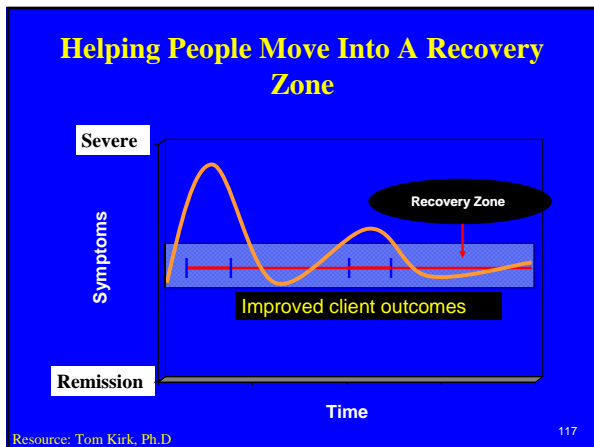 Helping People Move Into A Recovery
Zone
Severe
Recovery Zone
Symptoms
Improved client outcomes
Remission
Time
Resource: Tom Kirk, Ph.D
117